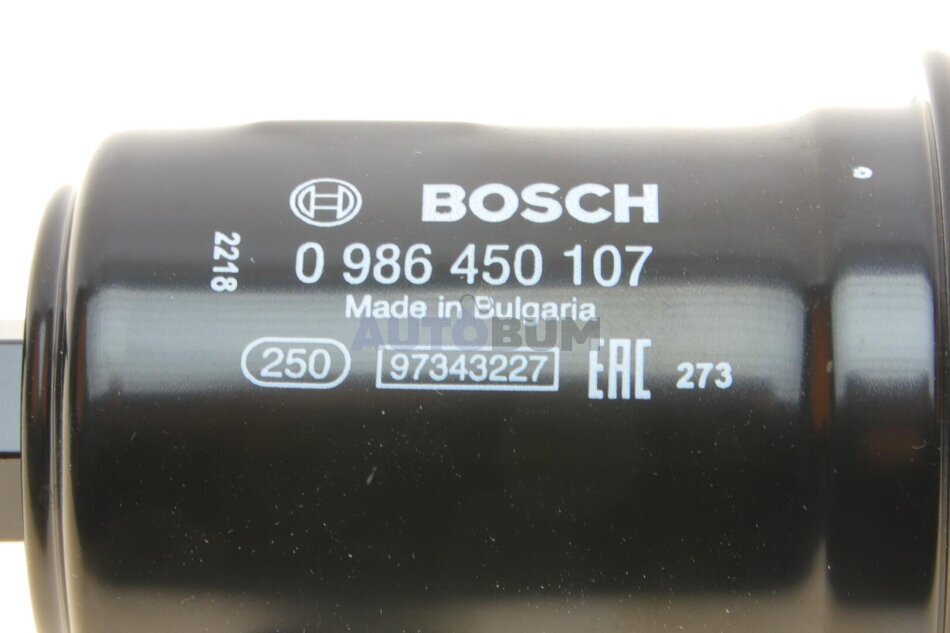 BOSCH
0 986 450 107
Made in Bulgaria
AUTOBUM
250 97343227 EAC 273
2218